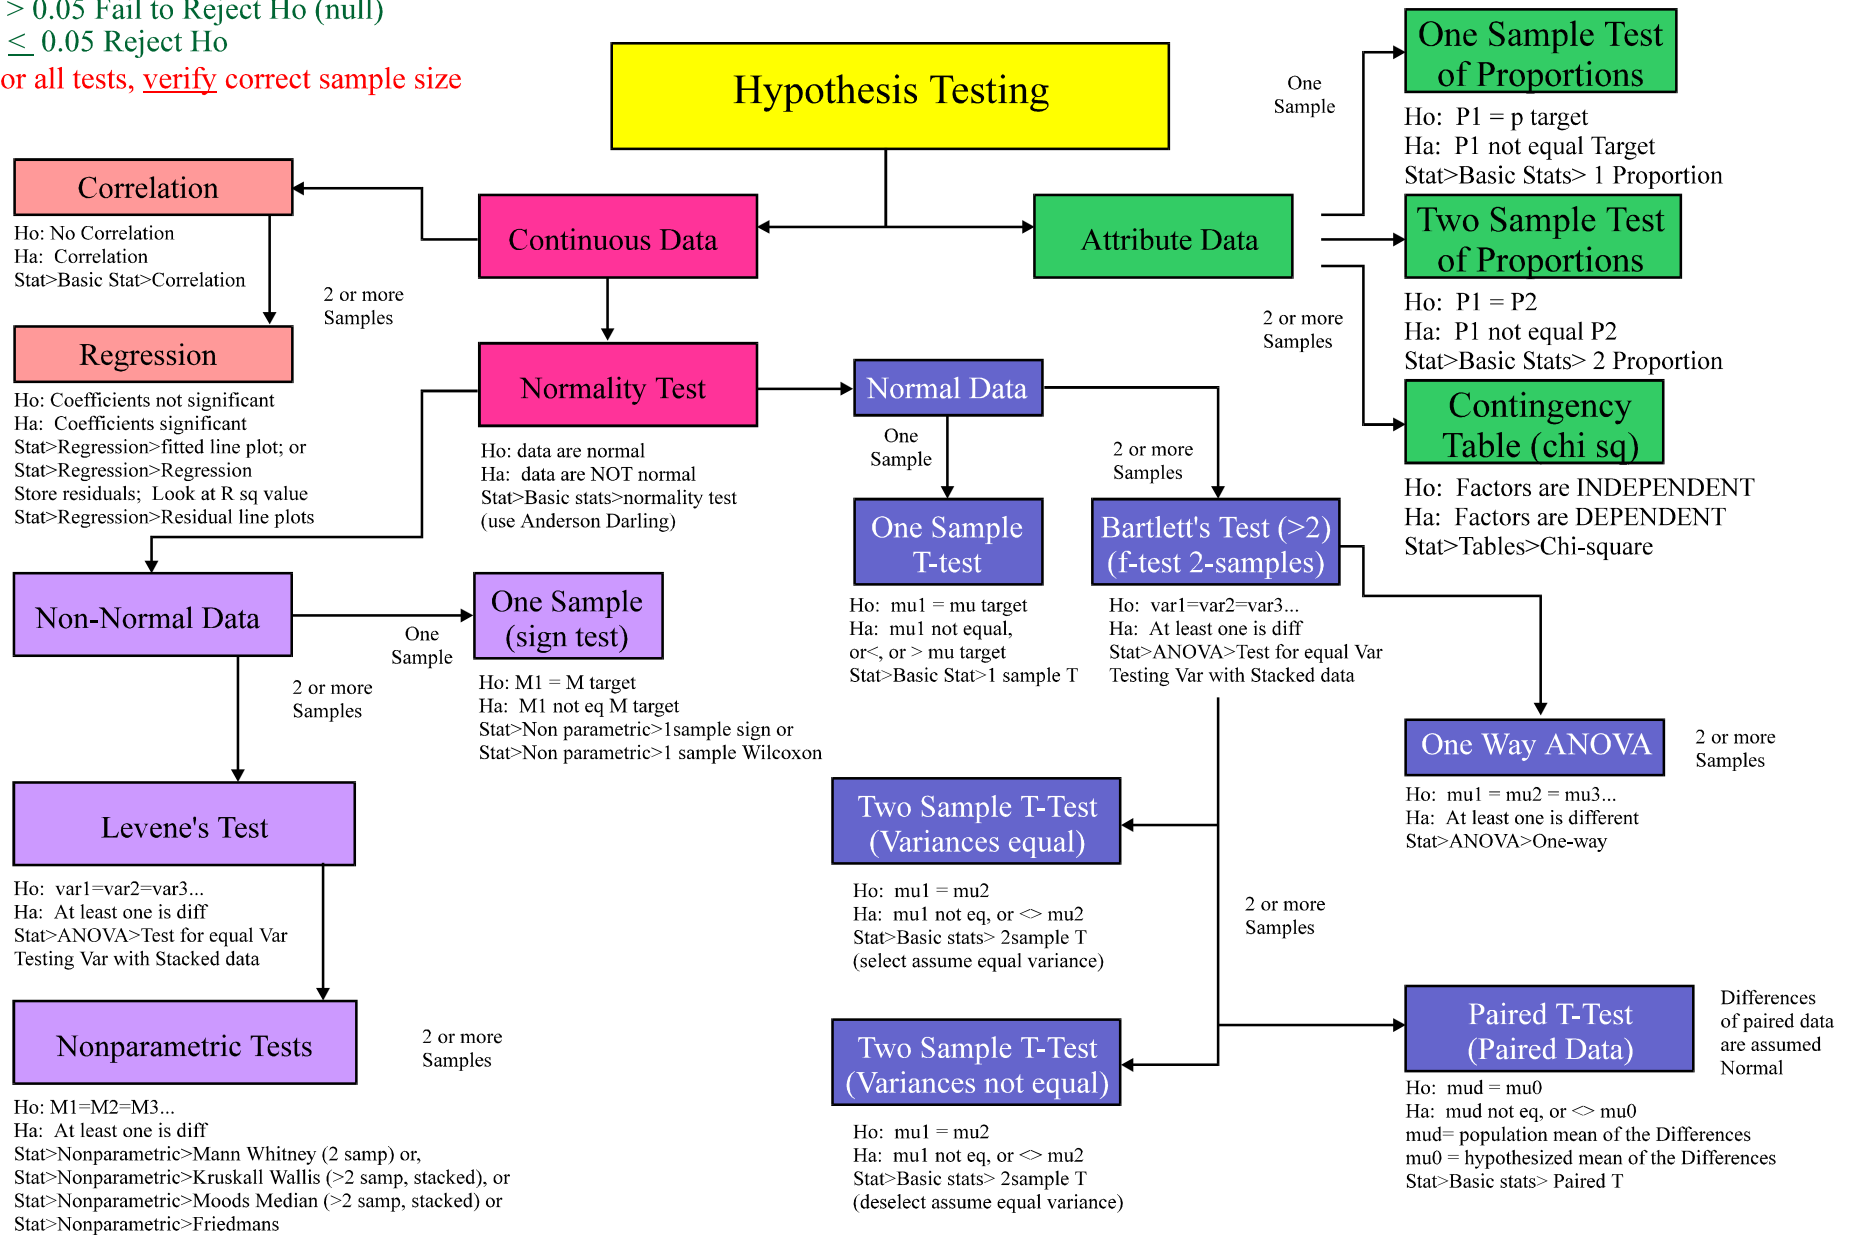 > 0.05 Fail to Reject Ho (null)
< 0.05 Reject Ho
or all tests, verify correct sample size
Hypothesis Testing
One
Sample
One Sample Test
of Proportions
Ho: P1 = p target
Ha: P1 not equal Target
Stat>Basic Stats> 1 Proportion
Correlation
Ho: No Correlation
Ha: Correlation
Stat>Basic Stat>Correlation
2 or more
Samples
Continuous Data
Attribute Data
Two Sample Test
of Proportions
Ho: P1 = P2
Ha: P1 not equal P2
Stat>Basic Stats> 2 Proportion
2 or more
Samples
Regression
Ho: Coefficients not significant
Ha: Coefficients significant
Stat>Regression>fitted line plot; or
Stat>Regression>Regression
Store residuals; Look at R sq value
Stat>Regression>Residual line plots
Normality Test
Ho: data are normal
Ha: data are NOT normal
Stat>Basic stats>normality test
(use Anderson Darling)
Normal Data
One
Sample
2 or more
Samples
Contingency
Table (chi sq)
Ho: Factors are INDEPENDENT
Ha: Factors are DEPENDENT
Stat>Tables>Chi-square
One Sample
T-test
Ho: mu1 = mu target
Ha: mu1 not equal,
or<, or > mu target
Stat>Basic Stat>1 sample T
Bartlett's Test (>2)
(f-test 2-samples)
Ho: var1=var2=var3...
Ha: At least one is diff
Stat>ANOVA>Test for equal Var
Testing Var with Stacked data
Non-Normal Data
One
Sample
2 or more
Samples
One Sample
(sign test)
Ho: M1 = M target
Ha: M1 not eq M target
Stat>Non parametric>1sample sign or
Stat>Non parametric>1 sample Wilcoxon
One Way ANOVA
2 or more
Samples
Ho: mu1 = mu2 = mu3...
Ha: At least one is different
Stat>ANOVA>One-way
Levene's Test
Ho: var1=var2=var3...
Ha: At least one is diff
Stat>ANOVA>Test for equal Var
Testing Var with Stacked data
Two Sample T-Test
(Variances equal)
Ho: mu1 = mu2
Ha: mu1 not eq, or <> mu2
Stat>Basic stats> 2sample T
(select assume equal variance)
2 or more
Samples
Nonparametric Tests
2 or more
Samples
Ho: M1=M2=M3...
Ha: At least one is diff
Stat>Nonparametric>Mann Whitney (2 samp) or,
Stat>Nonparametric>Kruskall Wallis (>2 samp, stacked), or
Stat>Nonparametric>Moods Median (>2 samp, stacked) or
Stat>Nonparametric>Friedmans
Two Sample T-Test
(Variances not equal)
Ho: mu1 = mu2
Ha: mu1 not eq, or <> mu2
Stat>Basic stats> 2sample T
(deselect assume equal variance)
Paired T-Test
(Paired Data)
Differences
of paired data
are assumed
Normal
Ho: mud = mu0
Ha: mud not eq, or <> mu0
mud= population mean of the Differences
mu0 = hypothesized mean of the Differences
Stat>Basic stats> Paired T